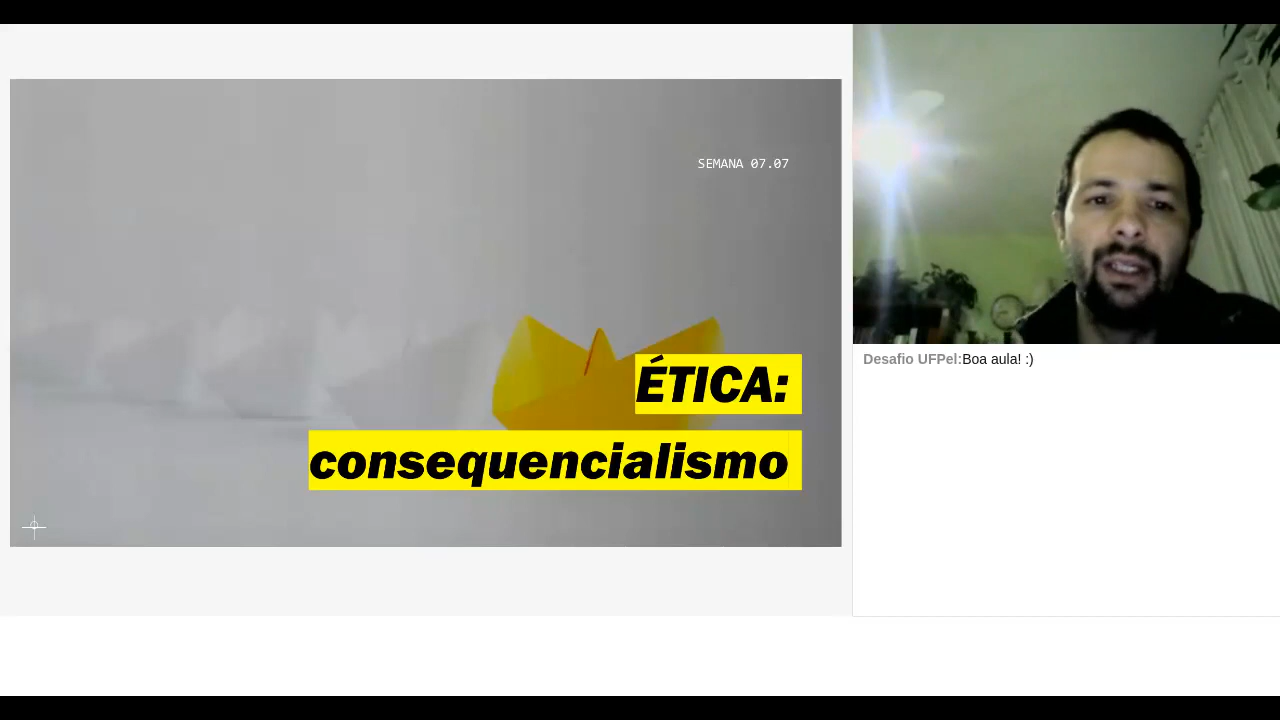 SEMANA 07.07
ÉTICA:
consequencialismo
Desafio UFPel:Boa aula! :)